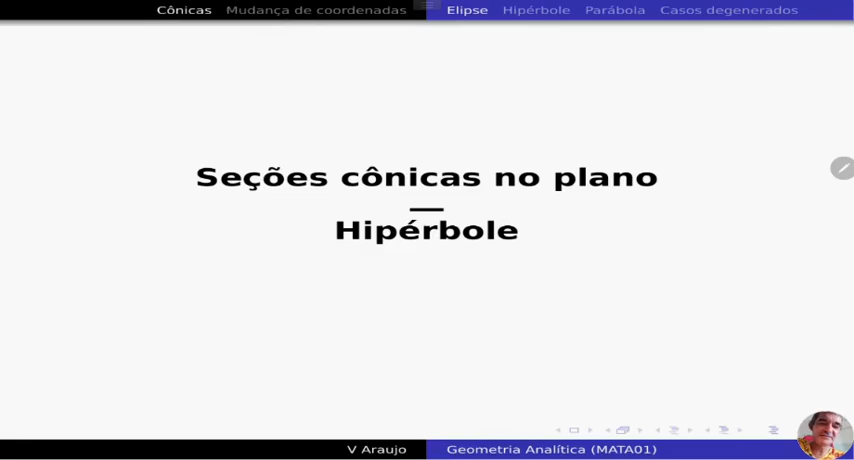 Cônicas Mudança de coordenadas Elipse Hipérbole Parábola Casos degenerados
Seções cônicas no plano
—
Hipérbole
V Araujo Geometria Analítica (MATA01)